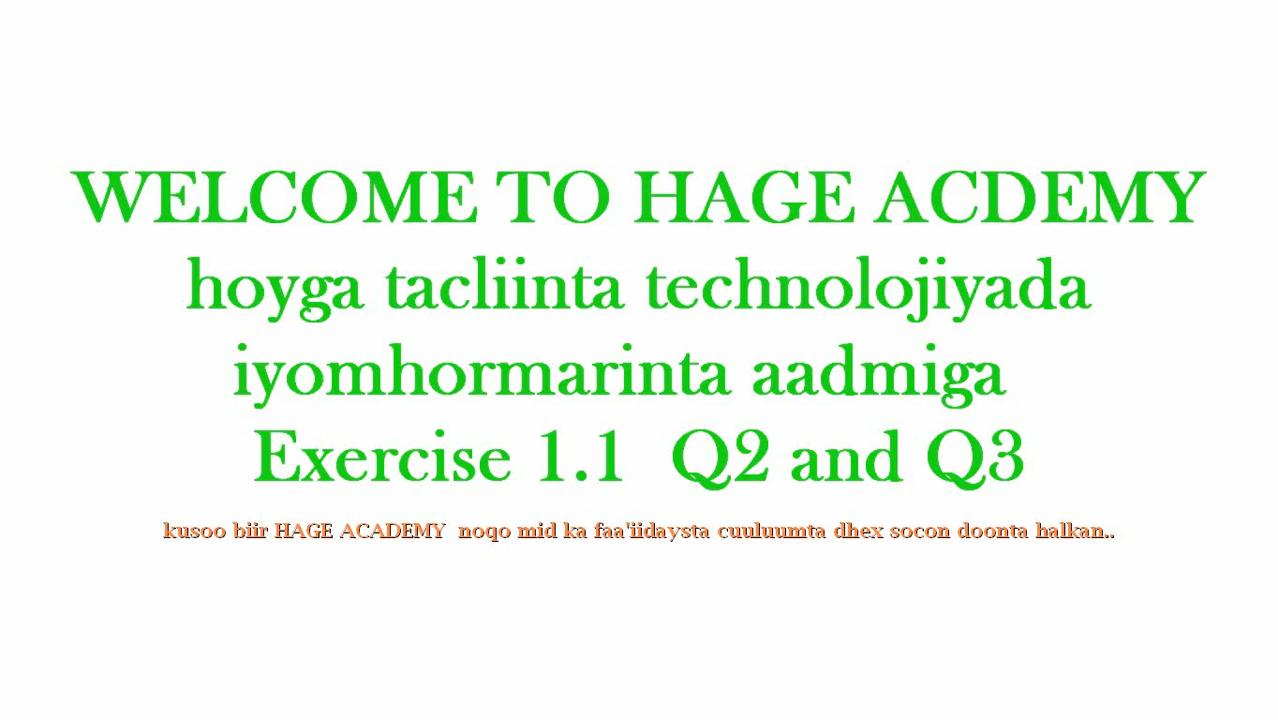 WELCOME TO HAGE ACDEMY
hoyga tacliinta technolojiyada
iyomhormarinta aadmiga
Exercise 1.1 Q2 and Q3
kusoo biir HAGE ACADEMY noqo mid ka faa'iidaysta cuuluumta dhex socon doonta halkan..